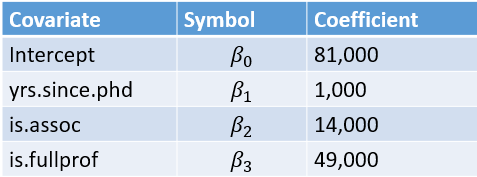 Covariate Symbol Coefficient
Intercept β0 81,000
yrs.since.phd β1 1,000
is.assoc β2 14,000
is.fullprof β3 49,000